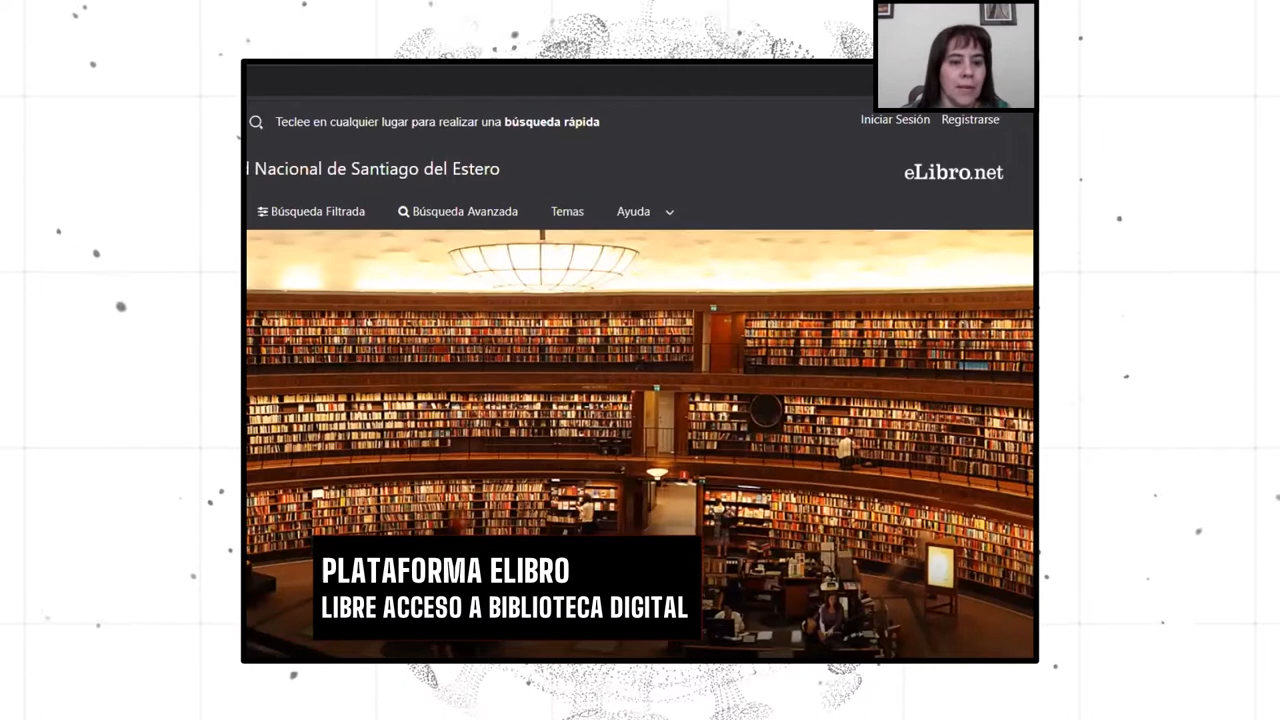 Teclee en cualquier lugar para realizar una búsqueda rápida
Iniciar Sesión Registrarse
Nacional de Santiago del Estero
eLibro.net
Búsqueda Filtrada Búsqueda Avanzada Temas Ayuda
PLATAFORMA ELIBRO
LIBRE ACCESO A BIBLIOTECA DIGITAL